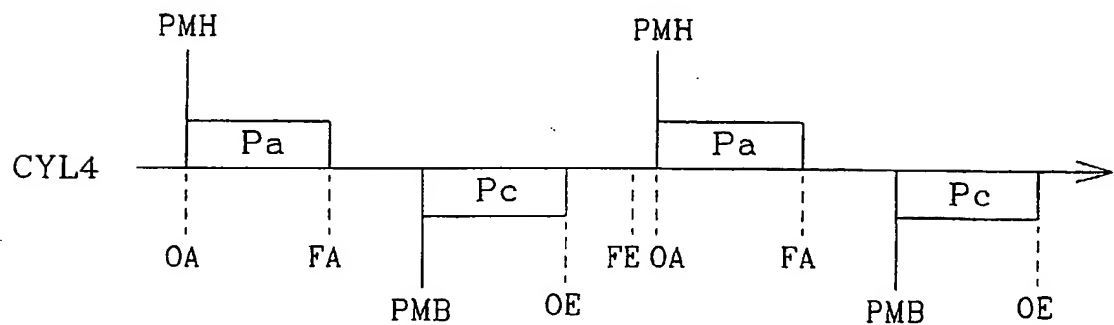 PMH PMH
Pa Pa
CYL4
Pc Pc
OA FA FE OA FA
PMB OE PMB OE